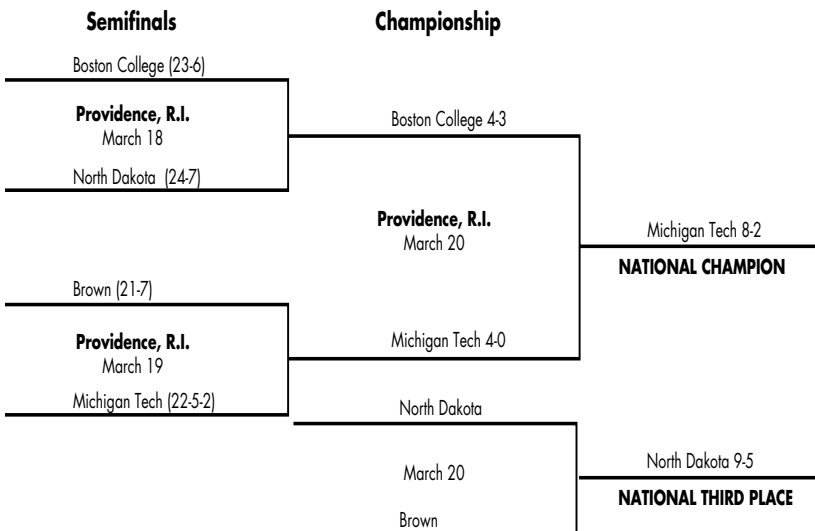 Semifinals
Championship
Boston College (23-6)
Providence, R.I.
March 18
North Dakota  (24-7)
Boston College 4-3
Brown (21-7)
Providence, R.I.
March 19
Michigan Tech (22-5-2)
Michigan Tech 4-0
Providence, R.I.
March 20
Michigan Tech 8-2
NATIONAL CHAMPION
North Dakota
March 20
Brown
North Dakota 9-5
NATIONAL THIRD PLACE